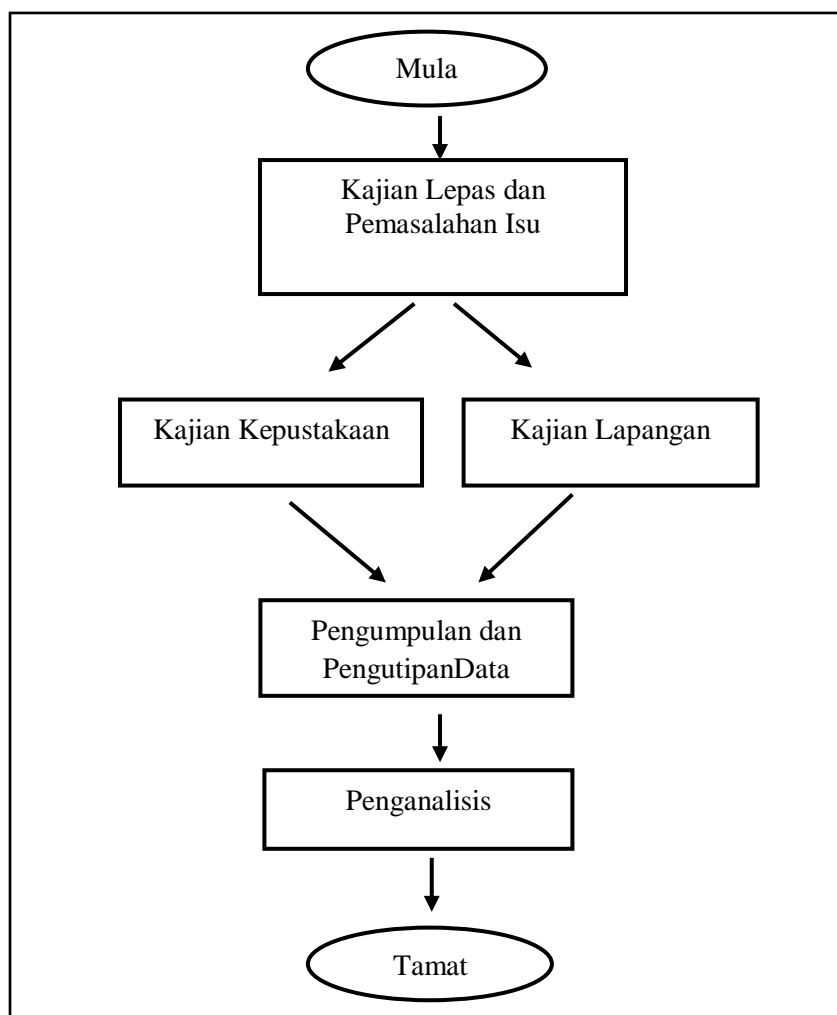 Mula
Kajian Lepas dan
Pemasalahan Isu
Kajian Kepustakaan
Kajian Lapangan
Pengumpulan dan
PengutipanData
Penganalisis
Tamat